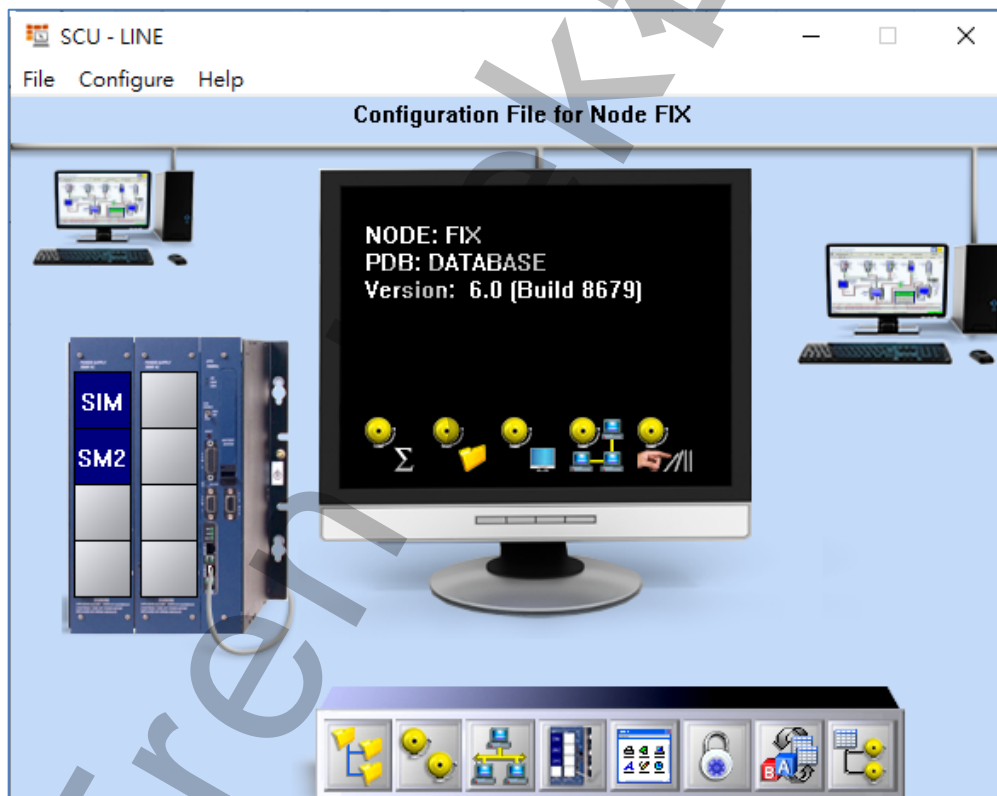 SCU - LINE
File Configure Help
Configuration File for Node FIX
NODE: FIX
PDB: DATABASE
Version: 6.0 (Build 8679)
SIM
SM2